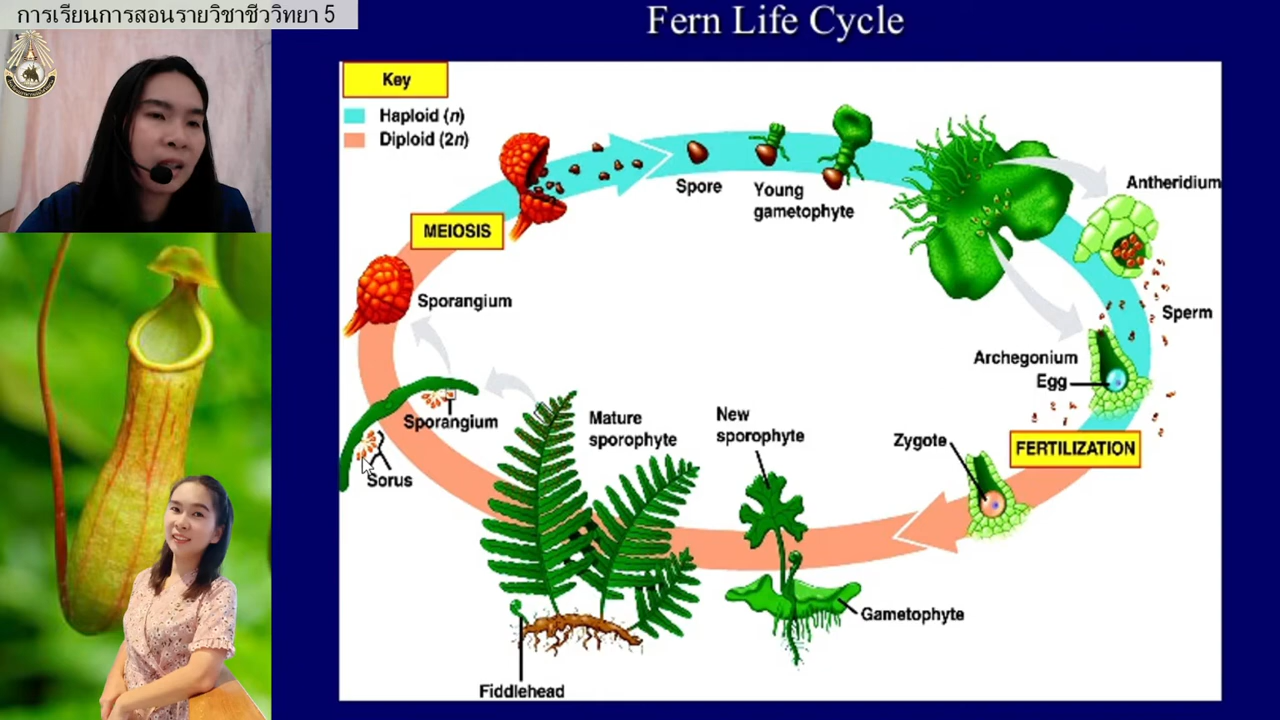 การเรียนการสอนรายวิชาชีววิทยา 5
Fern Life Cycle
Key
Haploid (n)
Diploid (2n)
MEIOSIS
Spore
Young
gametophyte
Antheridium
Sperm
Archegonium
Egg
FERTILIZATION
Zygote
New
sporophyte
Gametophyte
Mature
sporophyte
Fiddlehead
Sorus
Sporangium
Sporangium